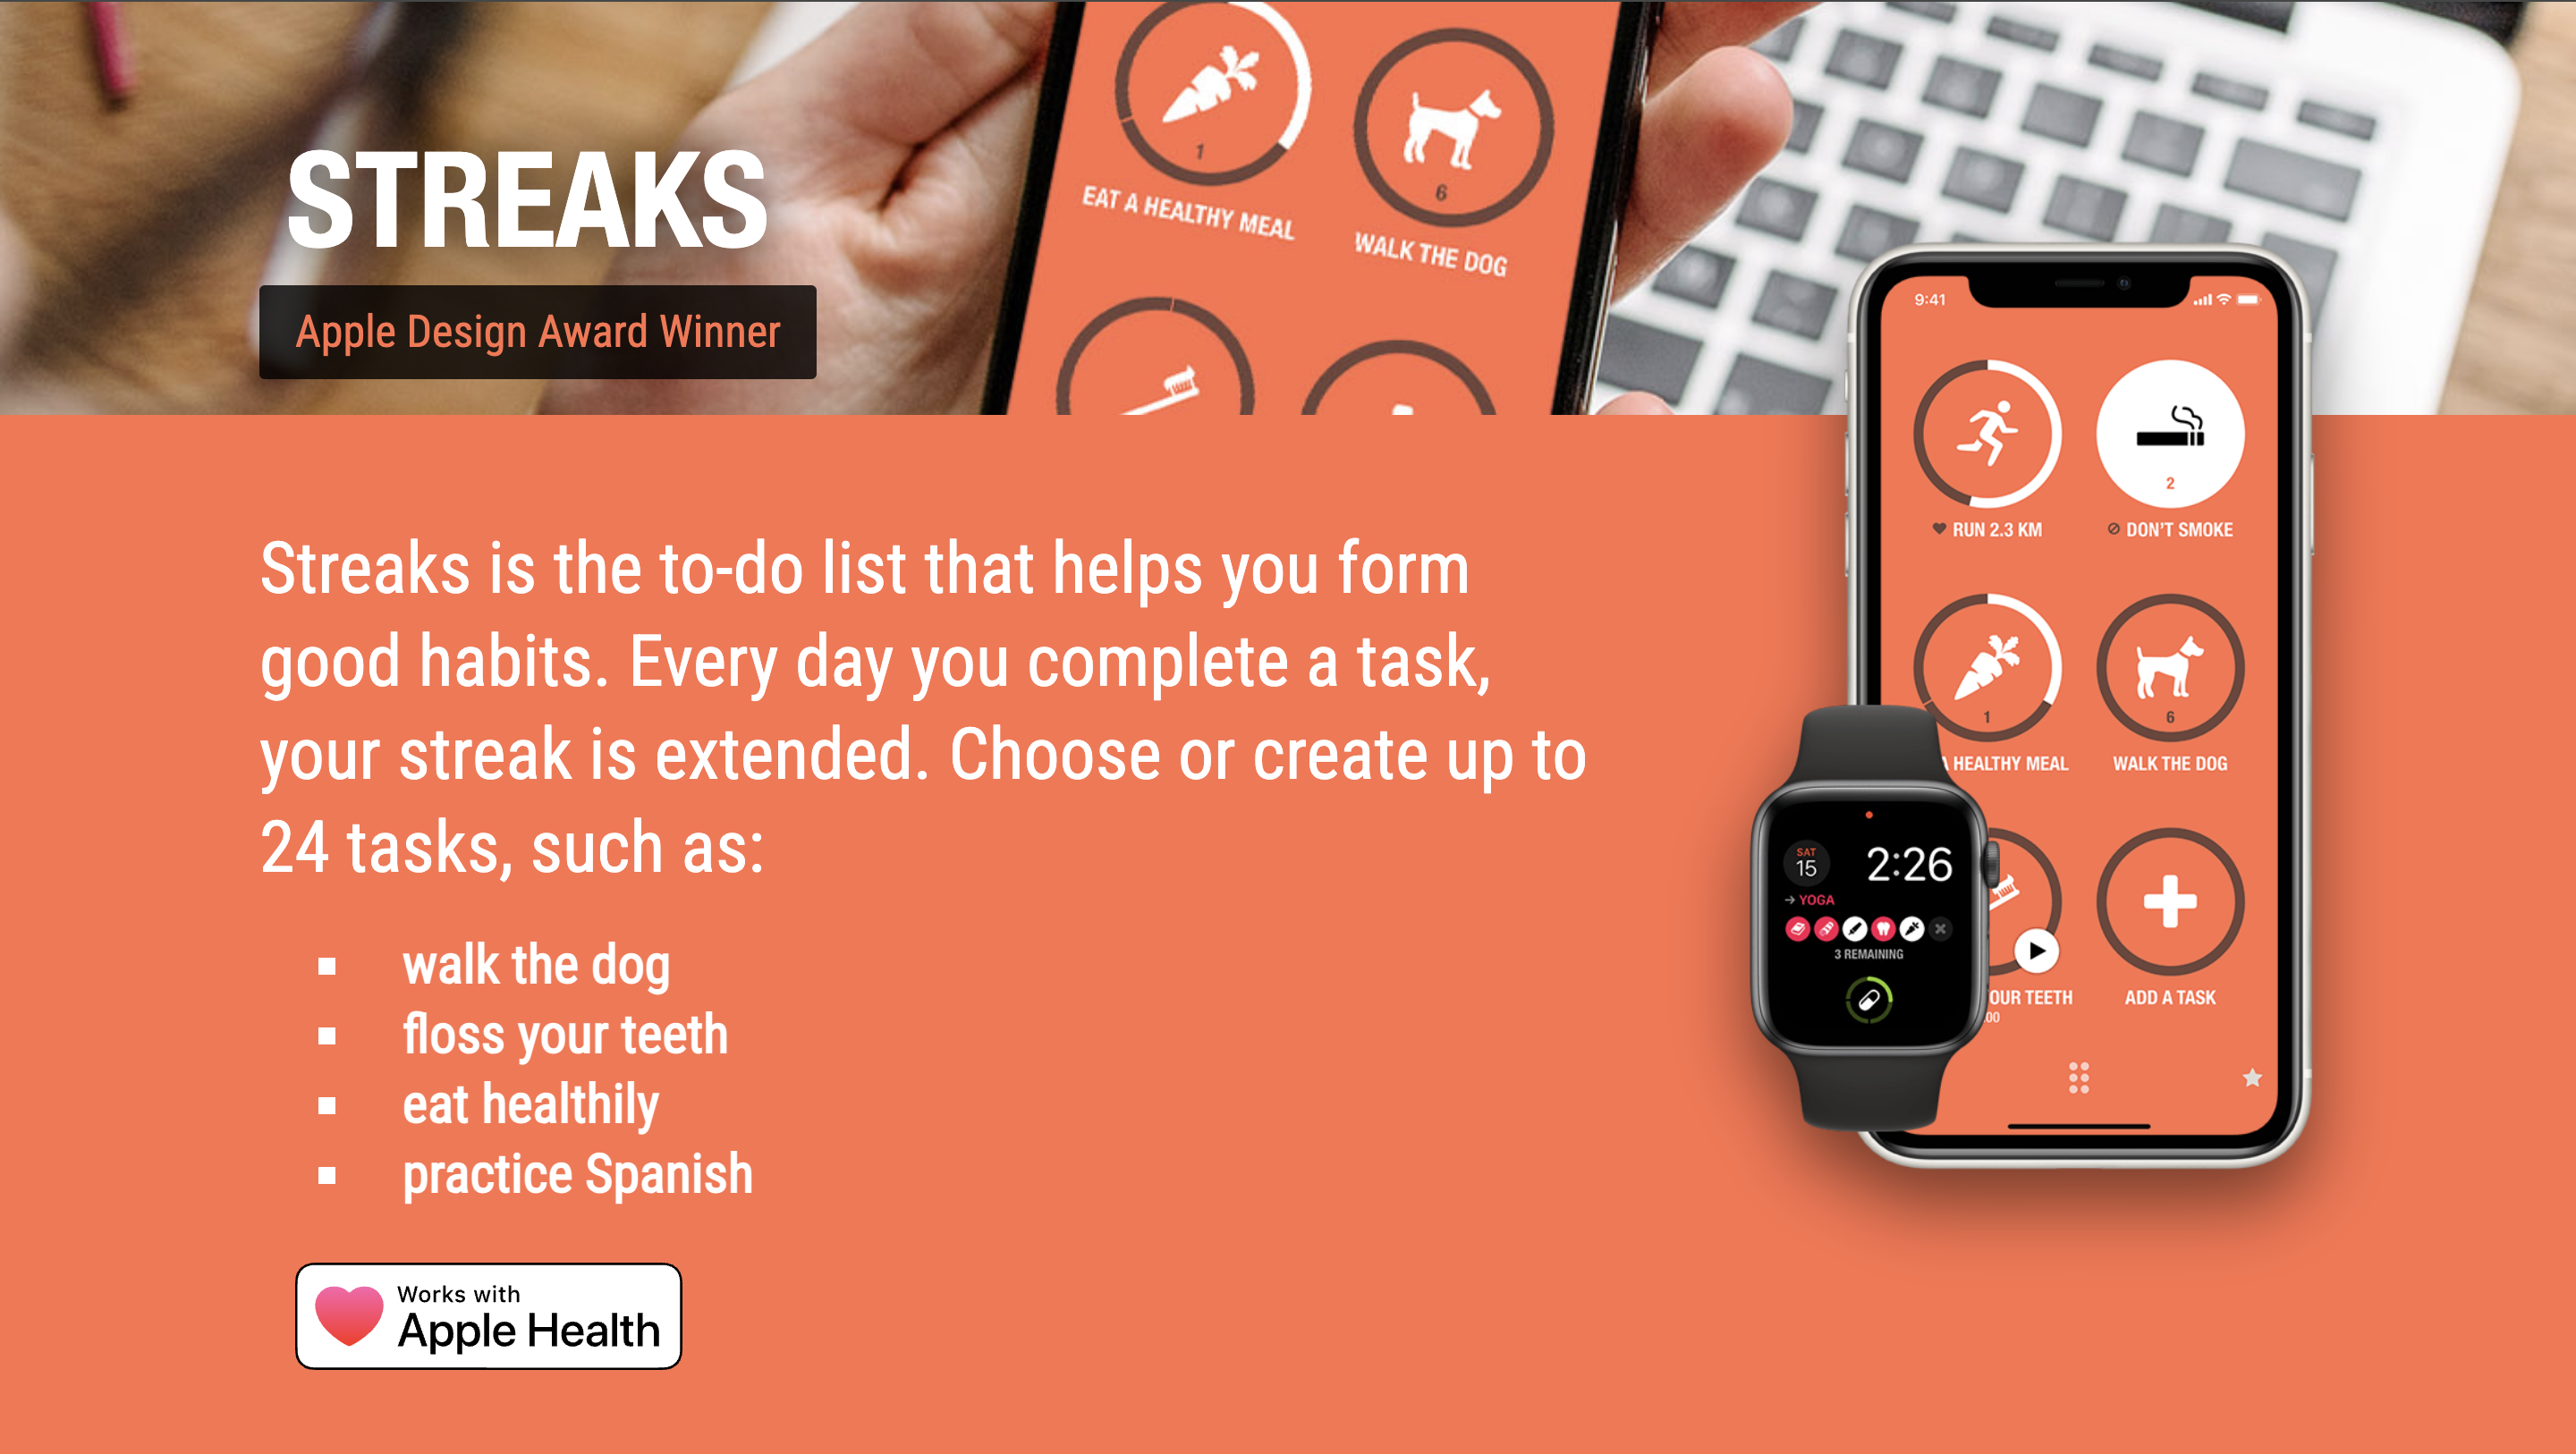 STREAKS
Apple Design Award Winner
1
EAT A HEALTHY MEAL
6
WALK THE DOG
Streaks is the to-do list that helps you form
good habits. Every day you complete a task,
your streak is extended. Choose or create up to
24 tasks, such as:
walk the dog
floss your teeth
eat healthily
practice Spanish
Works with
Apple Health
9:41
2
RUN 2.3 KM
DON'T SMOKE
1
6
HEALTHY MEAL
WALK THE DOG
OUR TEETH
ADD A TASK
00
SAT
15
2:26
YOGA
3 REMAINING